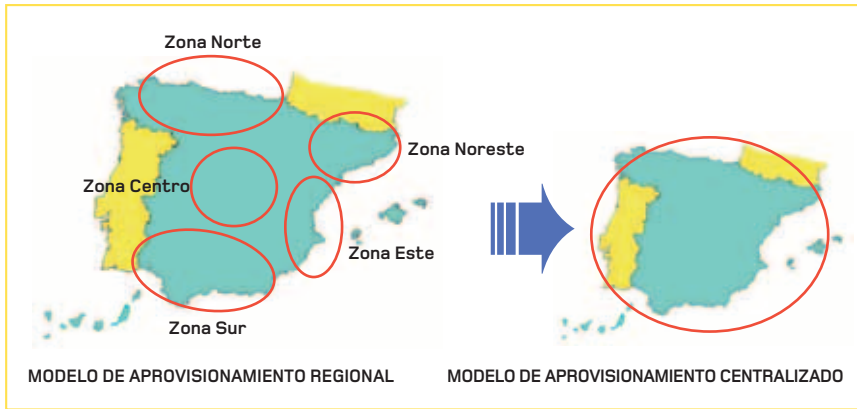 Zona Norte
Zona Noreste
Zona Centro
Zona Este
Zona Sur
MODELO DE APROVISIONAMIENTO REGIONAL
MODELO DE APROVISIONAMIENTO CENTRALIZADO